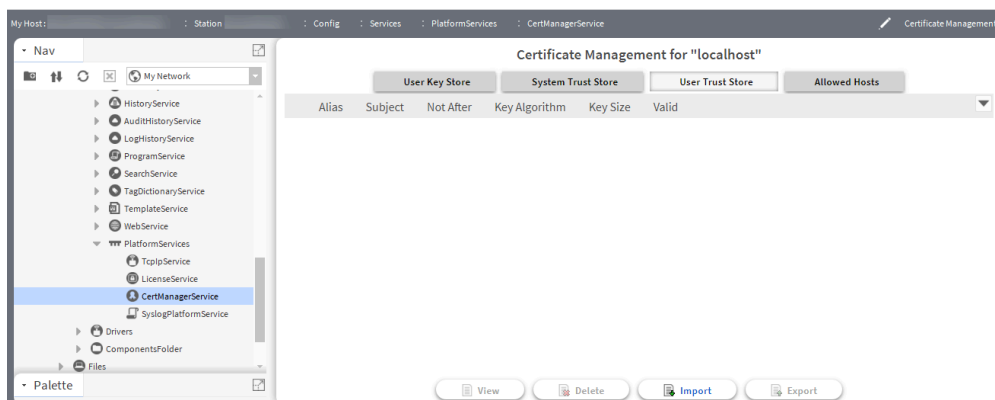 My Host : : Station : Config : Services : PlatformServices : CertManagerService Certificate Management
Nav
My Network
HistoryService
AuditHistoryService
LogHistoryService
ProgramService
SearchService
TagDictionaryService
TemplateService
WebService
PlatformServices
TcpIpService
LicenseService
CertManagerService
SyslogPlatformService
Drivers
ComponentsFolder
Files
Palette
Certificate Management for "localhost"
User Key Store System Trust Store User Trust Store Allowed Hosts
Alias Subject Not After Key Algorithm Key Size Valid
View Delete Import Export